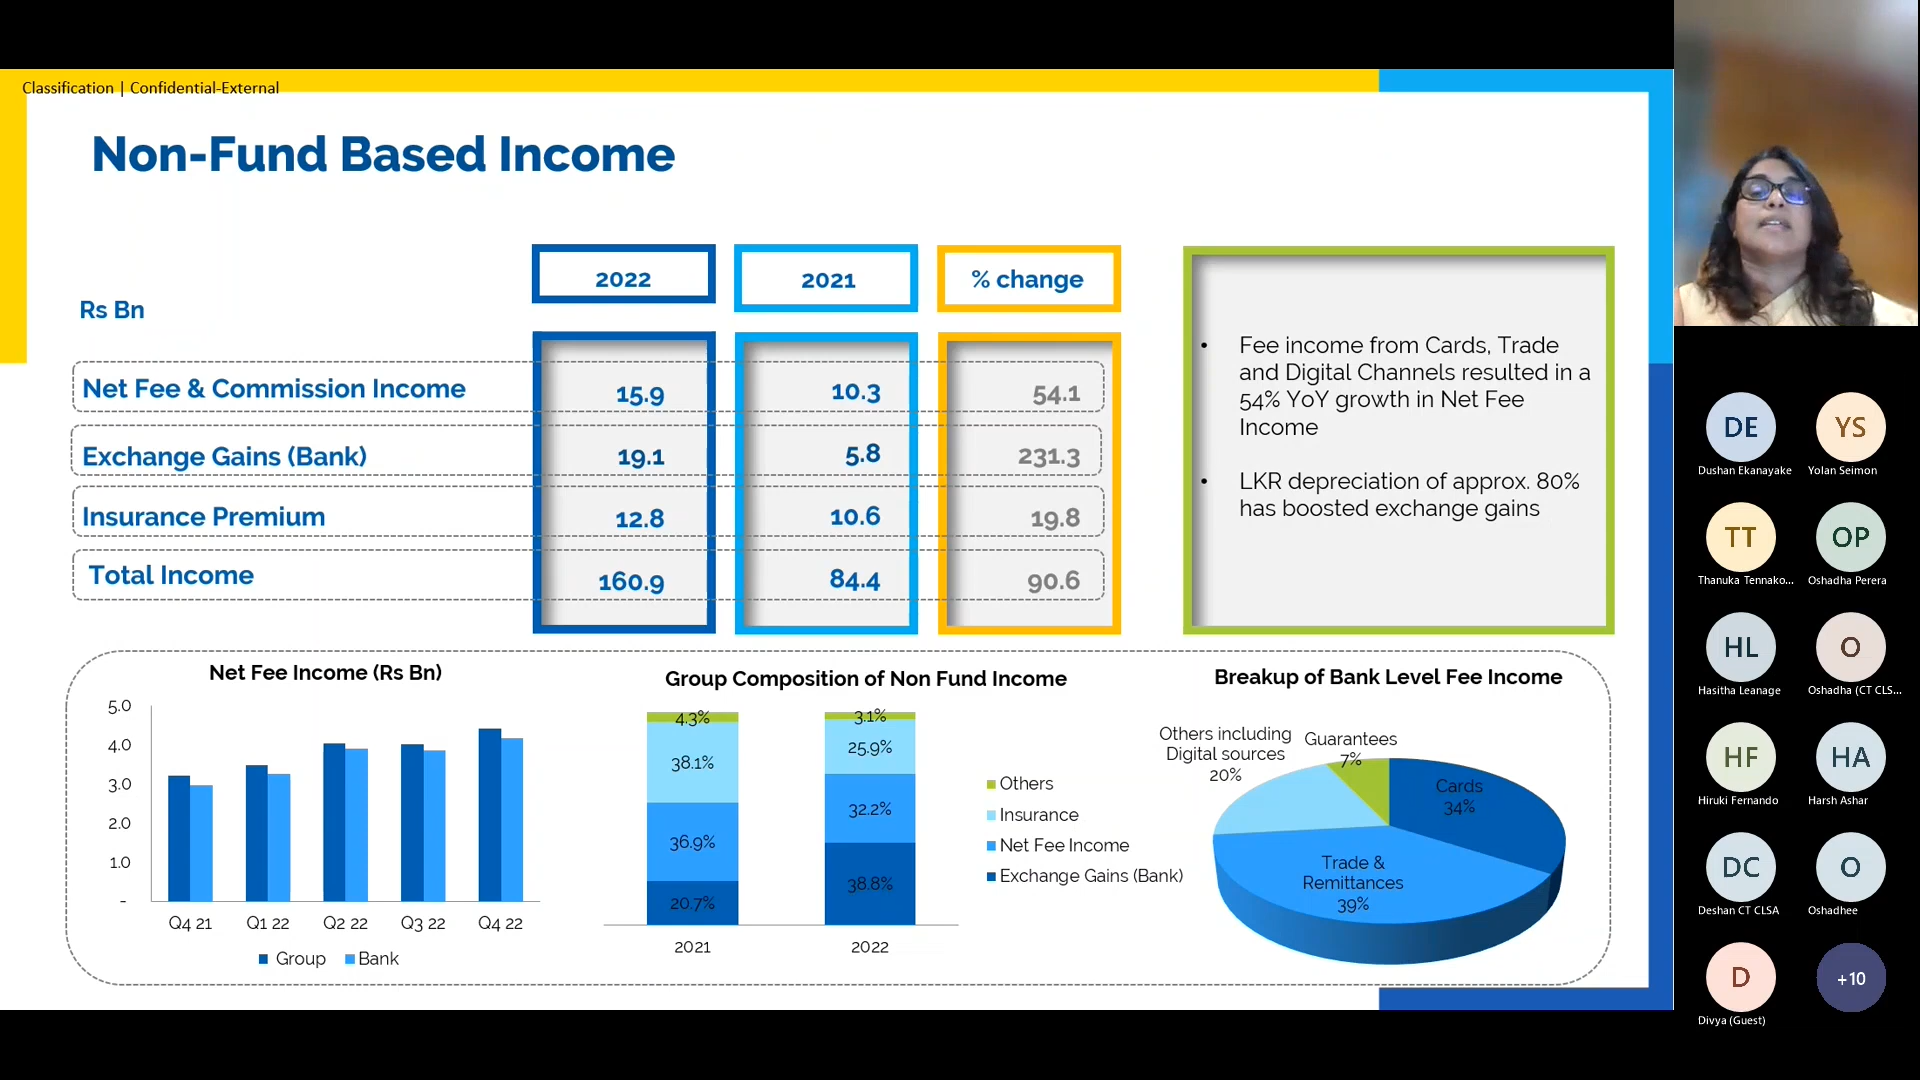 Classification | Confidential-External
Non-Fund Based Income
Rs Bn
2022
2021
% change
Net Fee & Commission Income
15.9
10.3
54.1
Exchange Gains (Bank)
19.1
5.8
231.3
Insurance Premium
12.8
10.6
19.8
Total Income
160.9
84.4
90.6
• Fee income from Cards, Trade
and Digital Channels resulted in a
54% YoY growth in Net Fee
Income
• LKR depreciation of approx. 80%
has boosted exchange gains
Net Fee Income (Rs Bn)
5.0
4.0
3.0
2.0
1.0
-
Q4 21
Q1 22
Q2 22
Q3 22
Q4 22
Group
Bank
Group Composition of Non Fund Income
4.3%
38.1%
36.9%
20.7%
3.1%
25.9%
32.2%
38.8%
2021
2022
Others
Insurance
Net Fee Income
Exchange Gains (Bank)
Breakup of Bank Level Fee Income
Others including
Digital sources
20%
Guarantees
7%
Cards
34%
Trade &
Remittances
39%
DE
Dushan Ekanayake
YS
Yolan Seimon
TT
Thanuka Tennako...
OP
Oshadha Perera
HL
Hasitha Leanage
O
Oshadha (CT CLS...
HF
Hiruki Fernando
HA
Harsh Ashar
DC
Deshan CT CLSA
O
Oshadhee
D
Divya (Guest)
+10